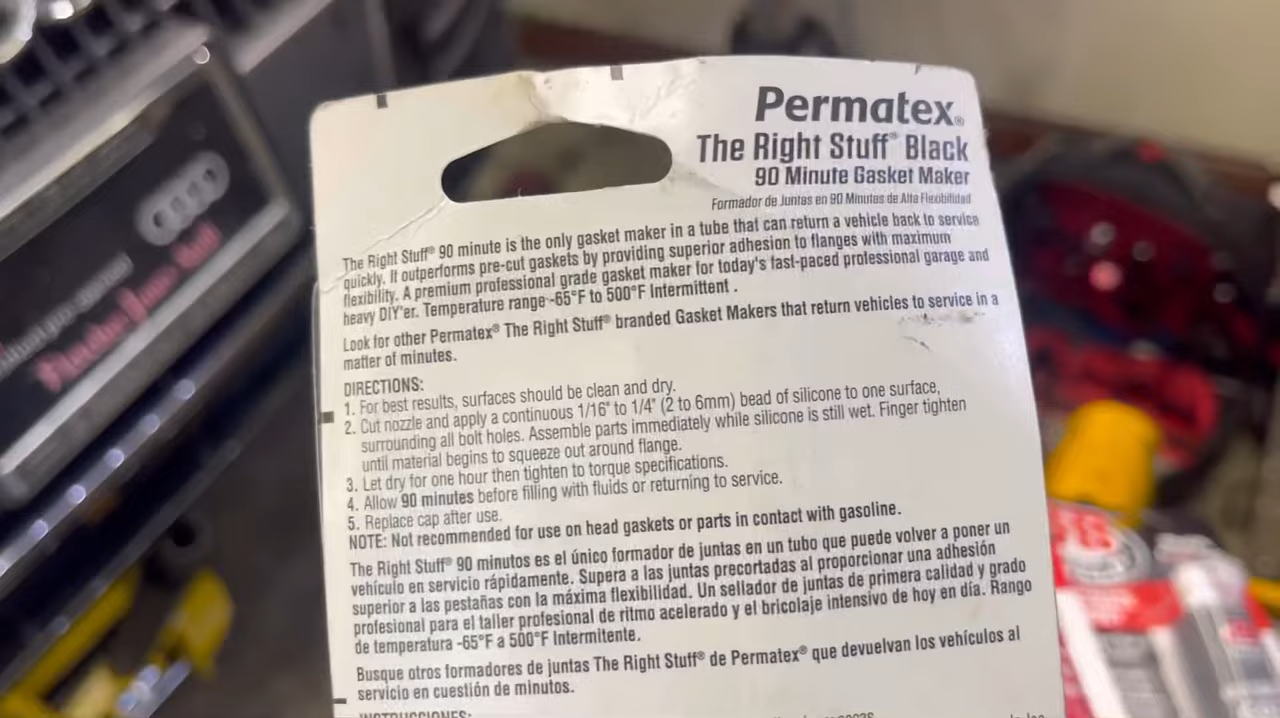 Permatex®
The Right Stuff® Black
90 Minute Gasket Maker
Formador de Juntas en 90 Minutos de Alta Flexibilidad
The Right Stuff® 90 minute is the only gasket maker in a tube that can return a vehicle back to service
quickly. It outperforms pre-cut gaskets by providing superior adhesion to flanges with maximum
flexibility. A premium professional grade gasket maker for today's fast-paced professional garage and
heavy DIY'er. Temperature range -65°F to 500°F Intermittent .
Look for other Permatex® The Right Stuff® branded Gasket Makers that return vehicles to service in a
matter of minutes.
DIRECTIONS:
1. For best results, surfaces should be clean and dry.
2. Cut nozzle and apply a continuous 1/16" to 1/4" (2 to 6mm) bead of silicone to one surface,
surrounding all bolt holes. Assemble parts immediately while silicone is still wet. Finger tighten
until material begins to squeeze out around flange.
3. Let dry for one hour then tighten to torque specifications.
4. Allow 90 minutes before filling with fluids or returning to service.
5. Replace cap after use.
NOTE: Not recommended for use on head gaskets or parts in contact with gasoline.
The Right Stuff® 90 minutos es el único formador de juntas en un tubo que puede volver a poner un
vehículo en servicio rápidamente. Supera a las juntas precortadas al proporcionar una adhesión
superior a las pestañas con la máxima flexibilidad. Un sellador de juntas de primera calidad y grado
profesional para el taller profesional de ritmo acelerado y el bricolaje intensivo de hoy en día. Rango
de temperatura -65°F a 500°F Intermitente.
Busque otros formadores de juntas The Right Stuff® de Permatex® que devuelvan los vehículos al
servicio en cuestión de minutos.
INSTRUCCIONES: